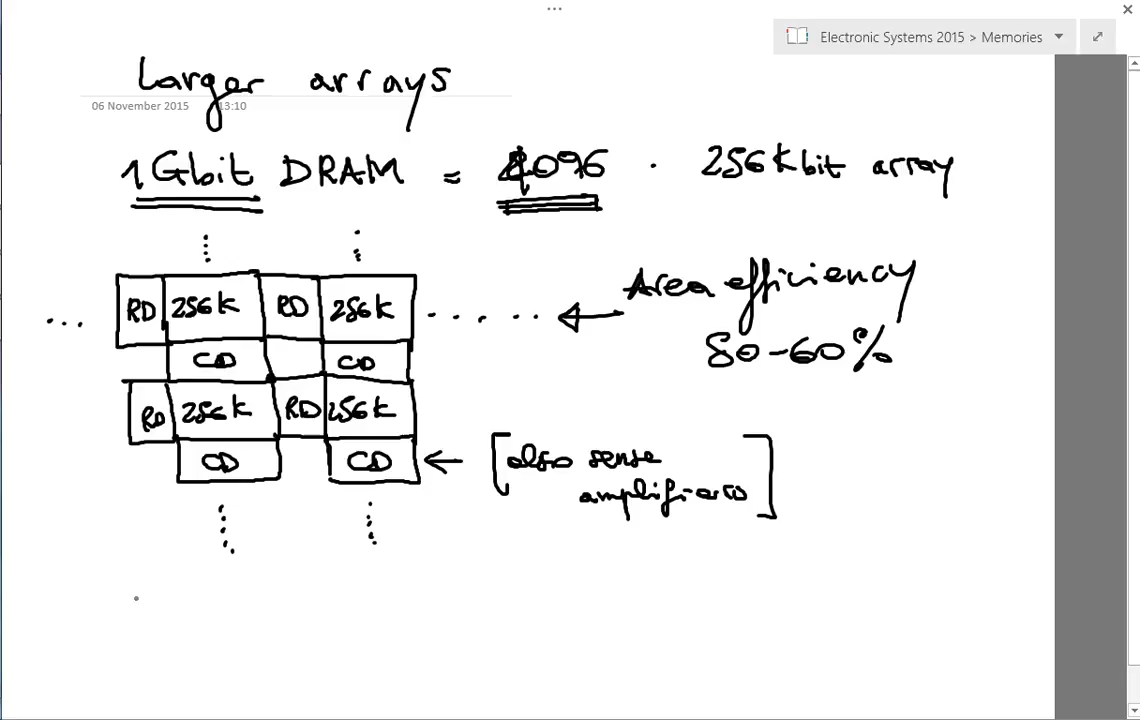 Electronic Systems 2015 > Memories
Larger arrays
06 November 2015 13:10
1Gbit DRAM = 4096 · 256Kbit array
RD 256K RD 256K
CD CD
RD 256K RD 256K
CD CD
Area efficiency
80-60%
[also sense
amplifiers]